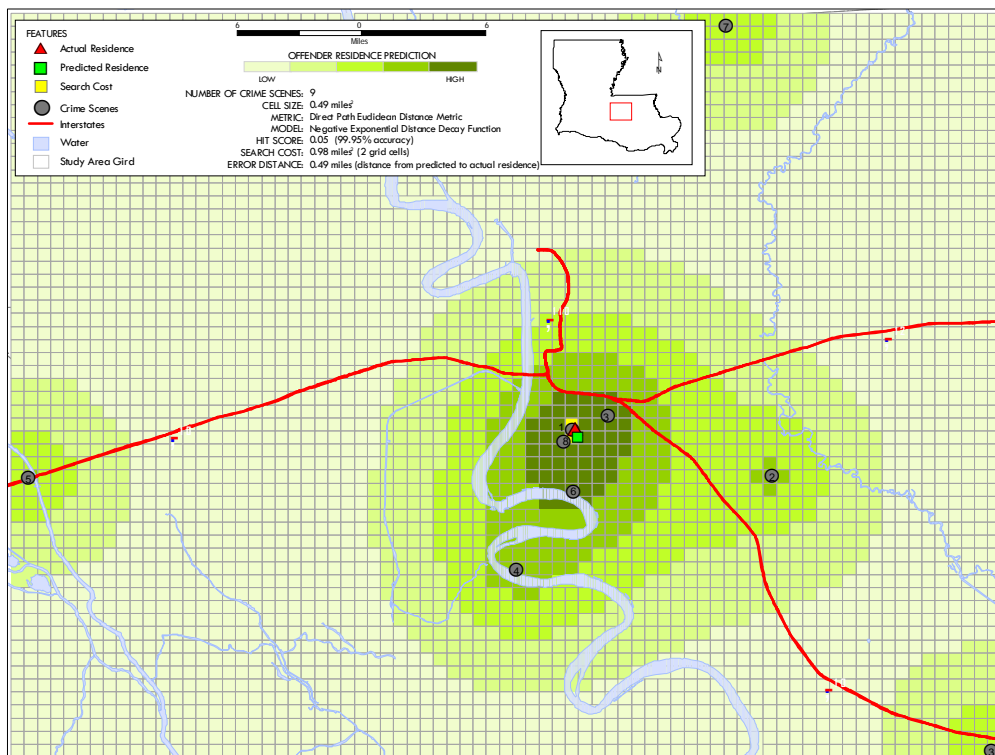 7
6 0 6
Miles
FEATURES
Actual Residence
Predicted Residence
Search Cost
Crime Scenes
Interstates
Water
Study Area Gird
OFFENDER RESIDENCE PREDICTION
LOW HIGH
NUMBER OF CRIME SCENES: 9
CELL SIZE: 0.49 miles²
METRIC: Direct Path Euclidean Distance Metric
MODEL: Negative Exponential Distance Decay Function
HIT SCORE: 0.05 (99.95% accuracy)
SEARCH COST: 0.98 miles² (2 grid cells)
ERROR DISTANCE: 0.49 miles (distance from predicted to actual residence)
N
3
1
8
5
2
6
4
3